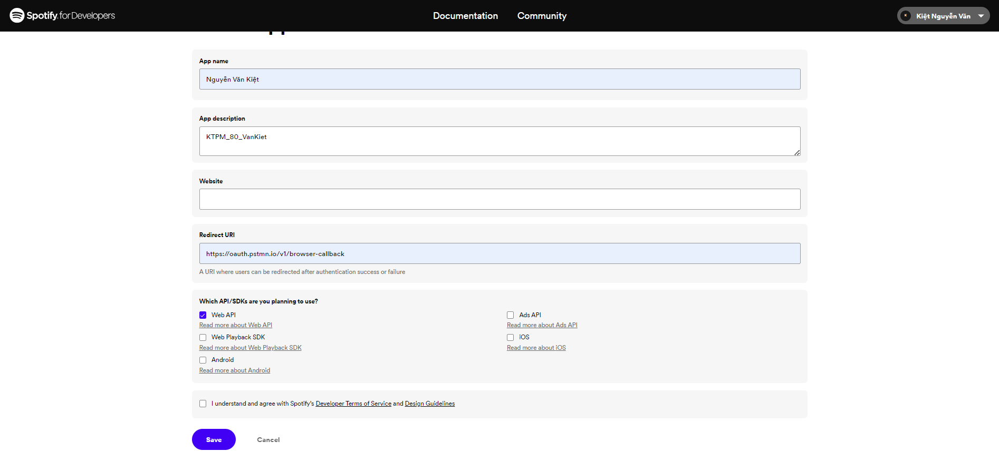 Spotify for Developers
Documentation
Community
K
Kiệt Nguyễn Văn
App name
Nguyễn Văn Kiệt
App description
KTPM_80_VanKiet
Website
Redirect URI
https://oauth.pstmn.io/v1/browser-callback
A URI where users can be redirected after authentication success or failure
Which API/SDKs are you planning to use?
Web API
Read more about Web API
Ads API
Read more about Ads API
Web Playback SDK
Read more about Web Playback SDK
iOS
Read more about iOS
Android
Read more about Android
I understand and agree with Spotify's Developer Terms of Service and Design Guidelines
Save
Cancel